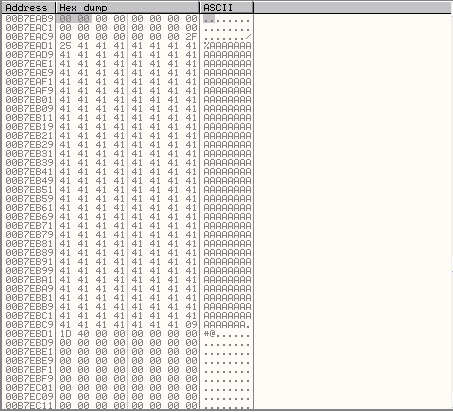 Address Hex dump ASCII
00B7EAB9 00 00 00 00 00 00 00 00 ........
00B7EAC1 00 00 00 00 00 00 00 00 ........
00B7EAC9 00 00 00 00 00 00 00 2F ......./
00B7EAD1 25 41 41 41 41 41 41 41 %AAAAAAA
00B7EAD9 41 41 41 41 41 41 41 41 AAAAAAAA
00B7EAE1 41 41 41 41 41 41 41 41 AAAAAAAA
00B7EAE9 41 41 41 41 41 41 41 41 AAAAAAAA
00B7EAF1 41 41 41 41 41 41 41 41 AAAAAAAA
00B7EAF9 41 41 41 41 41 41 41 41 AAAAAAAA
00B7EB01 41 41 41 41 41 41 41 41 AAAAAAAA
00B7EB09 41 41 41 41 41 41 41 41 AAAAAAAA
00B7EB11 41 41 41 41 41 41 41 41 AAAAAAAA
00B7EB19 41 41 41 41 41 41 41 41 AAAAAAAA
00B7EB21 41 41 41 41 41 41 41 41 AAAAAAAA
00B7EB29 41 41 41 41 41 41 41 41 AAAAAAAA
00B7EB31 41 41 41 41 41 41 41 41 AAAAAAAA
00B7EB39 41 41 41 41 41 41 41 41 AAAAAAAA
00B7EB41 41 41 41 41 41 41 41 41 AAAAAAAA
00B7EB49 41 41 41 41 41 41 41 41 AAAAAAAA
00B7EB51 41 41 41 41 41 41 41 41 AAAAAAAA
00B7EB59 41 41 41 41 41 41 41 41 AAAAAAAA
00B7EB61 41 41 41 41 41 41 41 41 AAAAAAAA
00B7EB69 41 41 41 41 41 41 41 41 AAAAAAAA
00B7EB71 41 41 41 41 41 41 41 41 AAAAAAAA
00B7EB79 41 41 41 41 41 41 41 41 AAAAAAAA
00B7EB81 41 41 41 41 41 41 41 41 AAAAAAAA
00B7EB89 41 41 41 41 41 41 41 41 AAAAAAAA
00B7EB91 41 41 41 41 41 41 41 41 AAAAAAAA
00B7EB99 41 41 41 41 41 41 41 41 AAAAAAAA
00B7EBA1 41 41 41 41 41 41 41 41 AAAAAAAA
00B7EBA9 41 41 41 41 41 41 41 41 AAAAAAAA
00B7EBB1 41 41 41 41 41 41 41 41 AAAAAAAA
00B7EBB9 41 41 41 41 41 41 41 41 AAAAAAAA
00B7EBC1 41 41 41 41 41 41 41 41 AAAAAAAA
00B7EBC9 41 41 41 41 41 41 41 09 AAAAAAA.
00B7EBD1 1D 40 00 00 00 00 00 00 #@......
00B7EBD9 00 00 00 00 00 00 00 00 ........
00B7EBE1 00 00 00 00 00 00 00 00 ........
00B7EBE9 00 00 00 00 00 00 00 00 ........
00B7EBF1 00 00 00 00 00 00 00 00 ........
00B7EBF9 00 00 00 00 00 00 00 00 ........
00B7EC01 00 00 00 00 00 00 00 00 ........
00B7EC09 00 00 00 00 00 00 00 00 ........
00B7EC11 00 00 00 00 00 00 00 00 ........